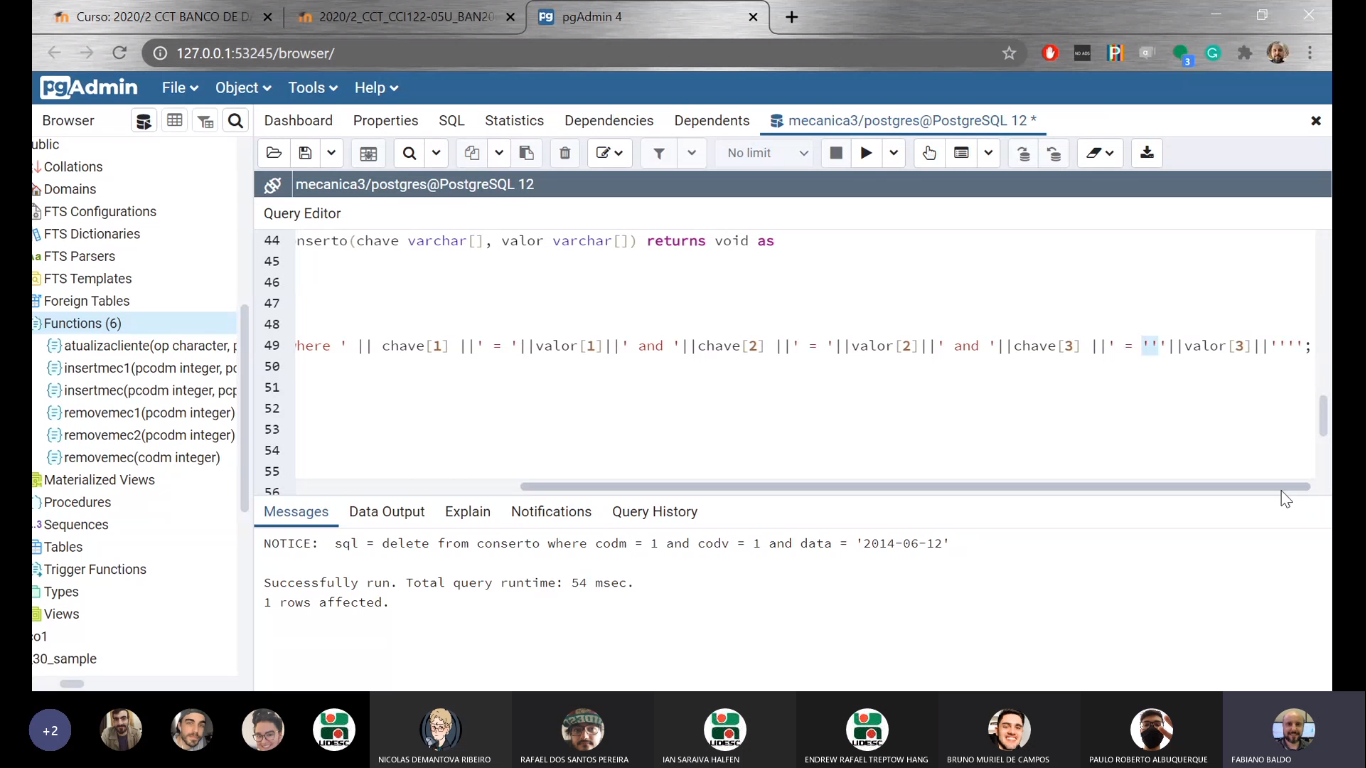 Curso: 2020/2 CCT BANCO DE DA
2020/2_CCT_CCI122-05U_BAN20
pgAdmin 4
127.0.0.1:53245/browser/
NO ADS
3
pgAdmin
File
Object
Tools
Help
Browser
Dashboard
Properties
SQL
Statistics
Dependencies
Dependents
mecanica3/postgres@PostgreSQL 12 *
No limit
mecanica3/postgres@PostgreSQL 12
Query Editor
ublic
Collations
Domains
FTS Configurations
FTS Dictionaries
FTS Parsers
FTS Templates
Foreign Tables
Functions (6)
atualizacliente(op character, p
insertmec1(pcodm integer, pc
insertmec(pcodm integer, pcp
removemec1(pcodm integer)
removemec2(pcodm integer)
removemec(codm integer)
Materialized Views
Procedures
Sequences
Tables
Trigger Functions
Types
Views
co1
30_sample
44 nserto(chave varchar[], valor varchar[]) returns void as
45
46
47
48
49 where ' || chave[1] ||' = '||valor[1]||' and '||chave[2] ||' = '||valor[2]||' and '||chave[3] ||' = '''||valor[3]||'''';
50
51
52
53
54
55
56
Messages
Data Output
Explain
Notifications
Query History
NOTICE: sql = delete from conserto where codm = 1 and codv = 1 and data = '2014-06-12'
Successfully run. Total query runtime: 54 msec.
1 rows affected.
+2
UDESC
NICOLAS DEMANTOVA RIBEIRO
RAFAEL DOS SANTOS PEREIRA
UDESC
IAN SARAIVA HALFEN
UDESC
ENDREW RAFAEL TREPTOW HANG
BRUNO MURIEL DE CAMPOS
PAULO ROBERTO ALBUQUERQUE
FABIANO BALDO